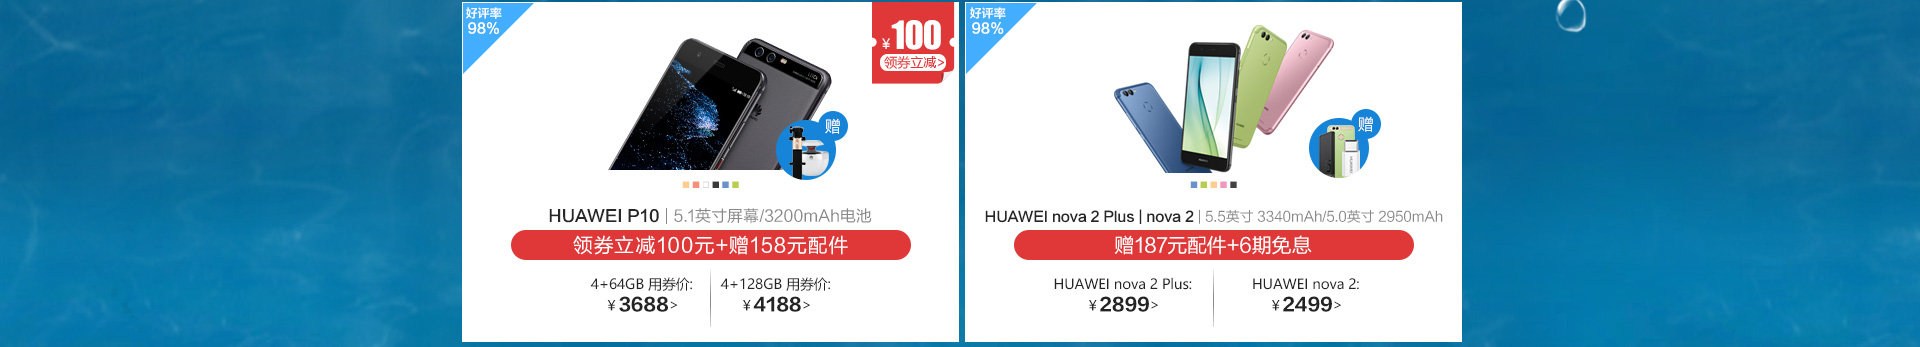 好评率
98%
¥100
领券立减>
赠
HUAWEI P10 | 5.1英寸屏幕/3200mAh电池
领券立减100元+赠158元配件
4+64GB 用券价:
¥3688>
4+128GB 用券价:
¥4188>
好评率
98%
赠
HUAWEI nova 2 Plus | nova 2 | 5.5英寸 3340mAh/5.0英寸 2950mAh
赠187元配件+6期免息
HUAWEI nova 2 Plus:
¥2899>
HUAWEI nova 2:
¥2499>